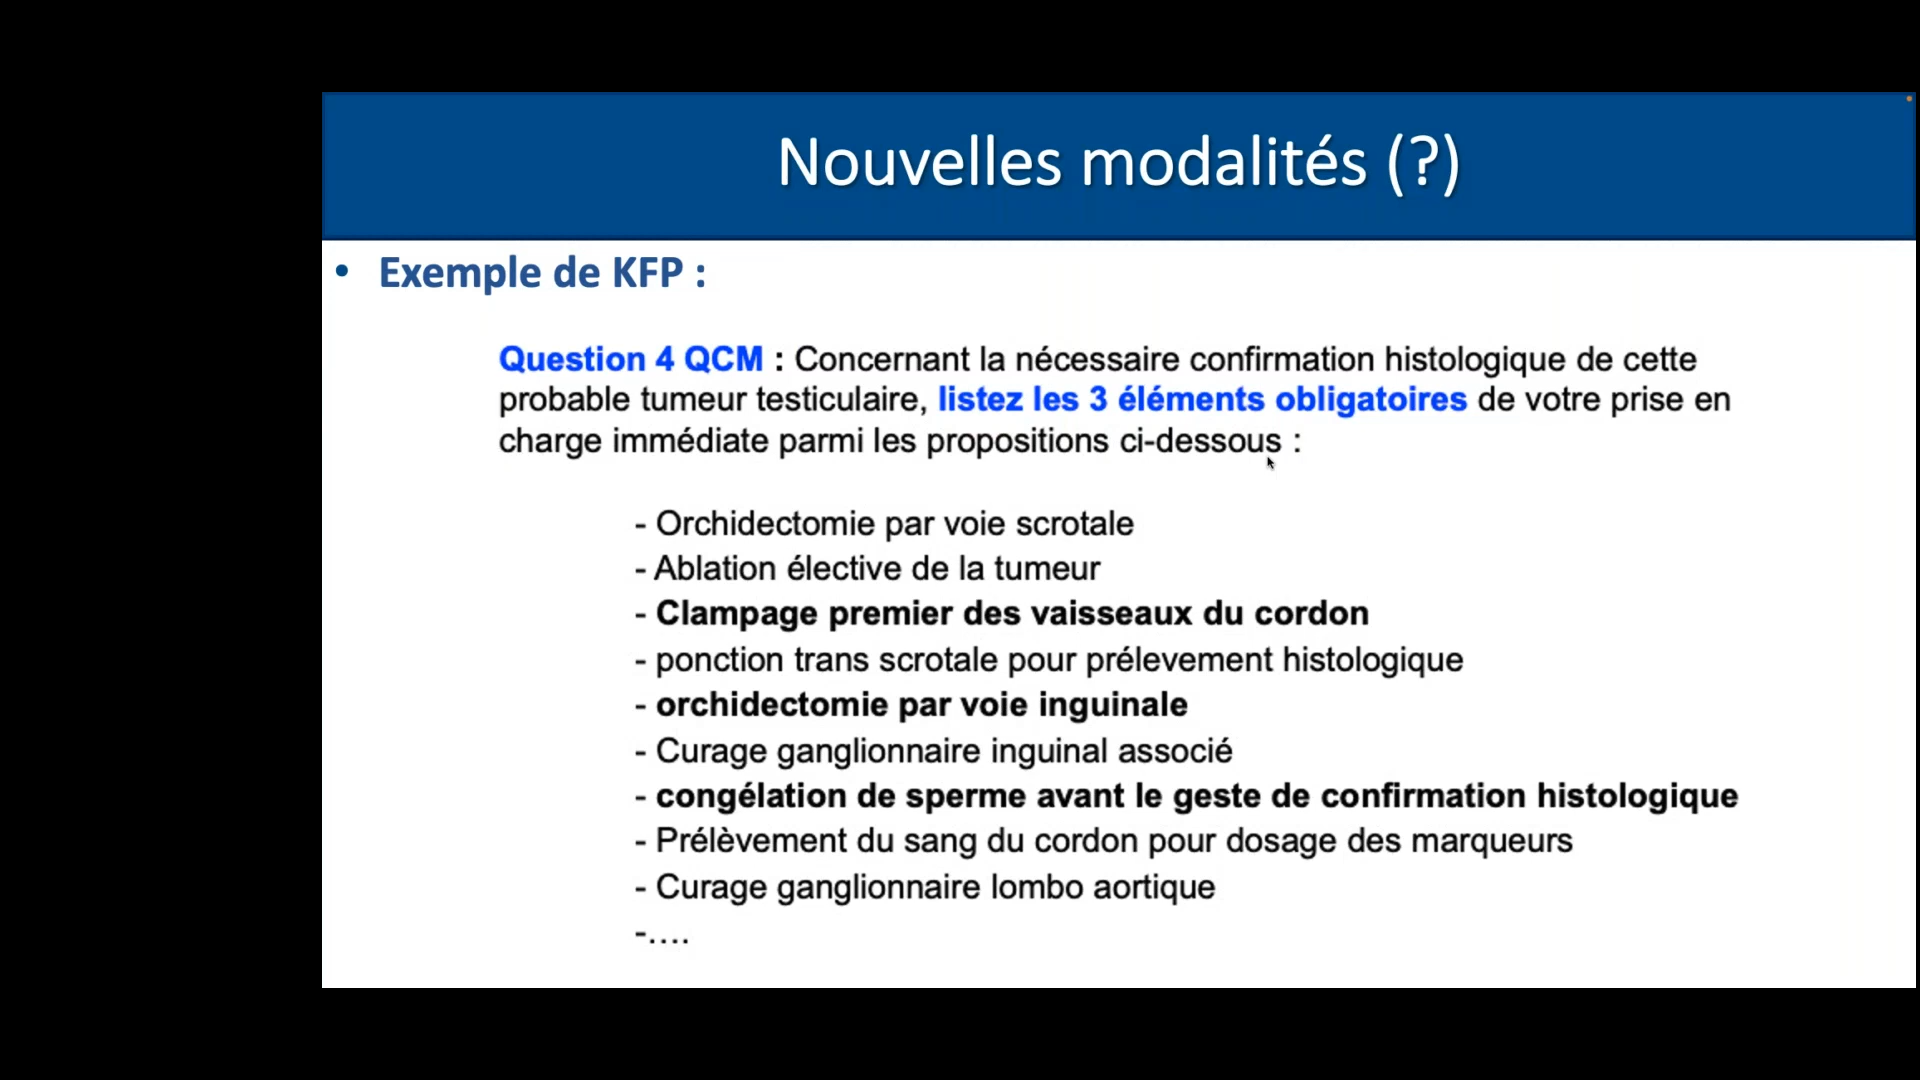 Nouvelles modalités (?)
• Exemple de KFP :
Question 4 QCM : Concernant la nécessaire confirmation histologique de cette
probable tumeur testiculaire, listez les 3 éléments obligatoires de votre prise en
charge immédiate parmi les propositions ci-dessous :
- Orchidectomie par voie scrotale
- Ablation élective de la tumeur
- Clampage premier des vaisseaux du cordon
- ponction trans scrotale pour prélevement histologique
- orchidectomie par voie inguinale
- Curage ganglionnaire inguinal associé
- congélation de sperme avant le geste de confirmation histologique
- Prélèvement du sang du cordon pour dosage des marqueurs
- Curage ganglionnaire lombo aortique
-....